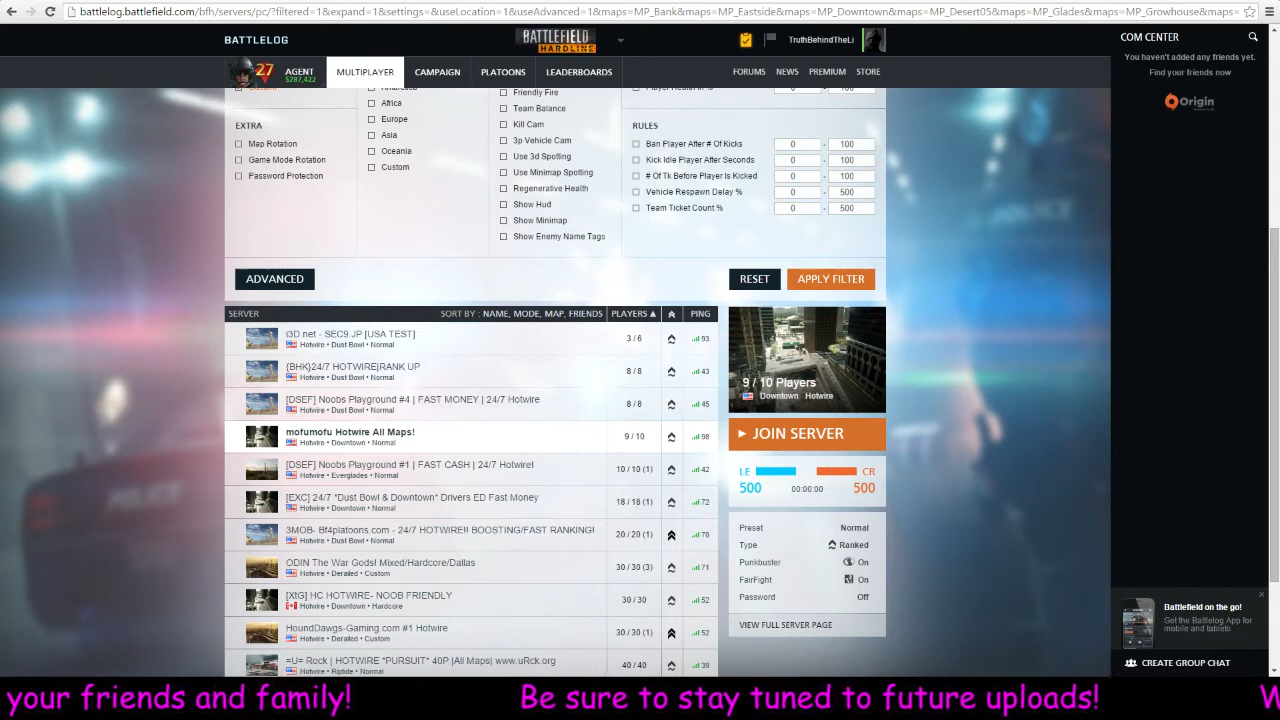 battlelog.battlefield.com/bfh/servers/pc/?filtered=1&expand=1&settings=&useLocation=1&useAdvanced=1&maps=MP_Bank&maps=MP_Eastside&maps=MP_Downtown&maps=MP_Desert05&maps=MP_Glades&maps=MP_Growhouse&maps=
BATTLELOG
BATTLEFIELD
HARDLINE
TruthBehindTheLi
27
AGENT
$287,422
MULTIPLAYER
CAMPAIGN
PLATOONS
LEADERBOARDS
FORUMS
NEWS
PREMIUM
STORE
COM CENTER
You haven't added any friends yet.
Find your friends now
Origin
EXTRA
Map Rotation
Game Mode Rotation
Password Protection
Africa
Europe
Asia
Oceania
Custom
Friendly Fire
Team Balance
Kill Cam
3p Vehicle Cam
Use 3d Spotting
Use Minimap Spotting
Regenerative Health
Show Hud
Show Minimap
Show Enemy Name Tags
RULES
Ban Player After # Of Kicks 0 - 100
Kick Idle Player After Seconds 0 - 100
# Of Tk Before Player Is Kicked 0 - 100
Vehicle Respawn Delay % 0 - 500
Team Ticket Count % 0 - 500
ADVANCED
RESET
APPLY FILTER
SERVER SORT BY : NAME, MODE, MAP, FRIENDS PLAYERS PING
i3D.net - SEC9.JP [USA TEST] 3 / 6 93
Hotwire • Dust Bowl • Normal
{BHK}24/7 HOTWIRE|RANK UP 8 / 8 43
Hotwire • Dust Bowl • Normal
[DSEF] Noobs Playground #4 | FAST MONEY | 24/7 Hotwire 8 / 8 45
Hotwire • Dust Bowl • Normal
mofumofu Hotwire All Maps! 9 / 10 98
Hotwire • Downtown • Normal
[DSEF] Noobs Playground #1 | FAST CASH | 24/7 Hotwire! 10 / 10 (1) 42
Hotwire • Everglades • Normal
[EXC] 24/7 *Dust Bowl & Downtown* Drivers ED Fast Money 18 / 18 (1) 72
Hotwire • Downtown • Normal
3MOB- Bf4platoons.com - 24/7 HOTWIRE!! BOOSTING/FAST RANKING! 20 / 20 (1) 70
Hotwire • Dust Bowl • Normal
ODIN The War Gods! Mixed/Hardcore/Dallas 30 / 30 (3) 71
Hotwire • Derailed • Custom
[XtG] HC HOTWIRE- NOOB FRIENDLY 30 / 30 52
Hotwire • Downtown • Hardcore
HoundDawgs-Gaming.com #1 Hotwire 30 / 30 (1) 52
Hotwire • Derailed • Custom
=U= Rock | HOTWIRE *PURSUIT* 40P |All Maps| www.uRck.org 40 / 40 39
Hotwire • Riptide • Normal
9 / 10 Players
Downtown Hotwire
JOIN SERVER
LE CR
500 00:00:00 500
Preset Normal
Type Ranked
Punkbuster On
FairFight On
Password Off
VIEW FULL SERVER PAGE
Battlefield on the go!
Get the Battlelog App for
mobile and tablets
CREATE GROUP CHAT
your friends and family! Be sure to stay tuned to future uploads! W